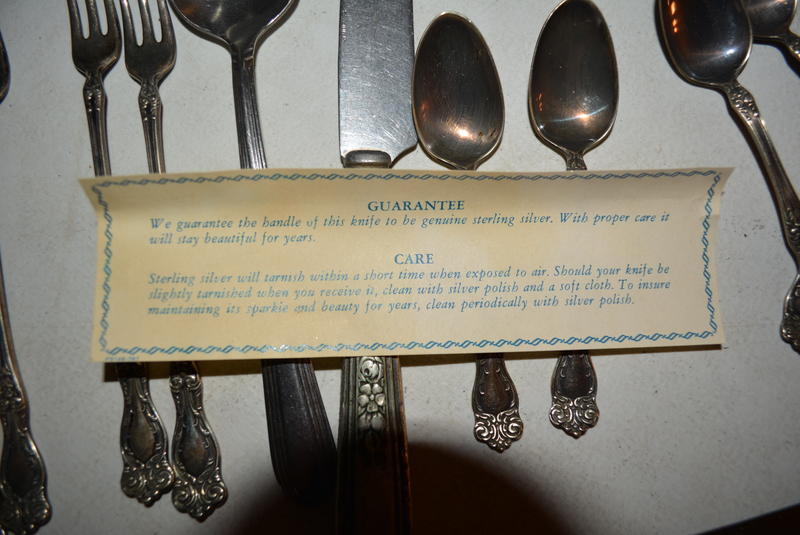 GUARANTEE
We guarantee the handle of this knife to be genuine sterling silver. With proper care it
will stay beautiful for years.
CARE
Sterling silver will tarnish within a short time when exposed to air. Should your knife be
slightly tarnished when you receive it, clean with silver polish and a soft cloth. To insure
maintaining its sparkle and beauty for years, clean periodically with silver polish.